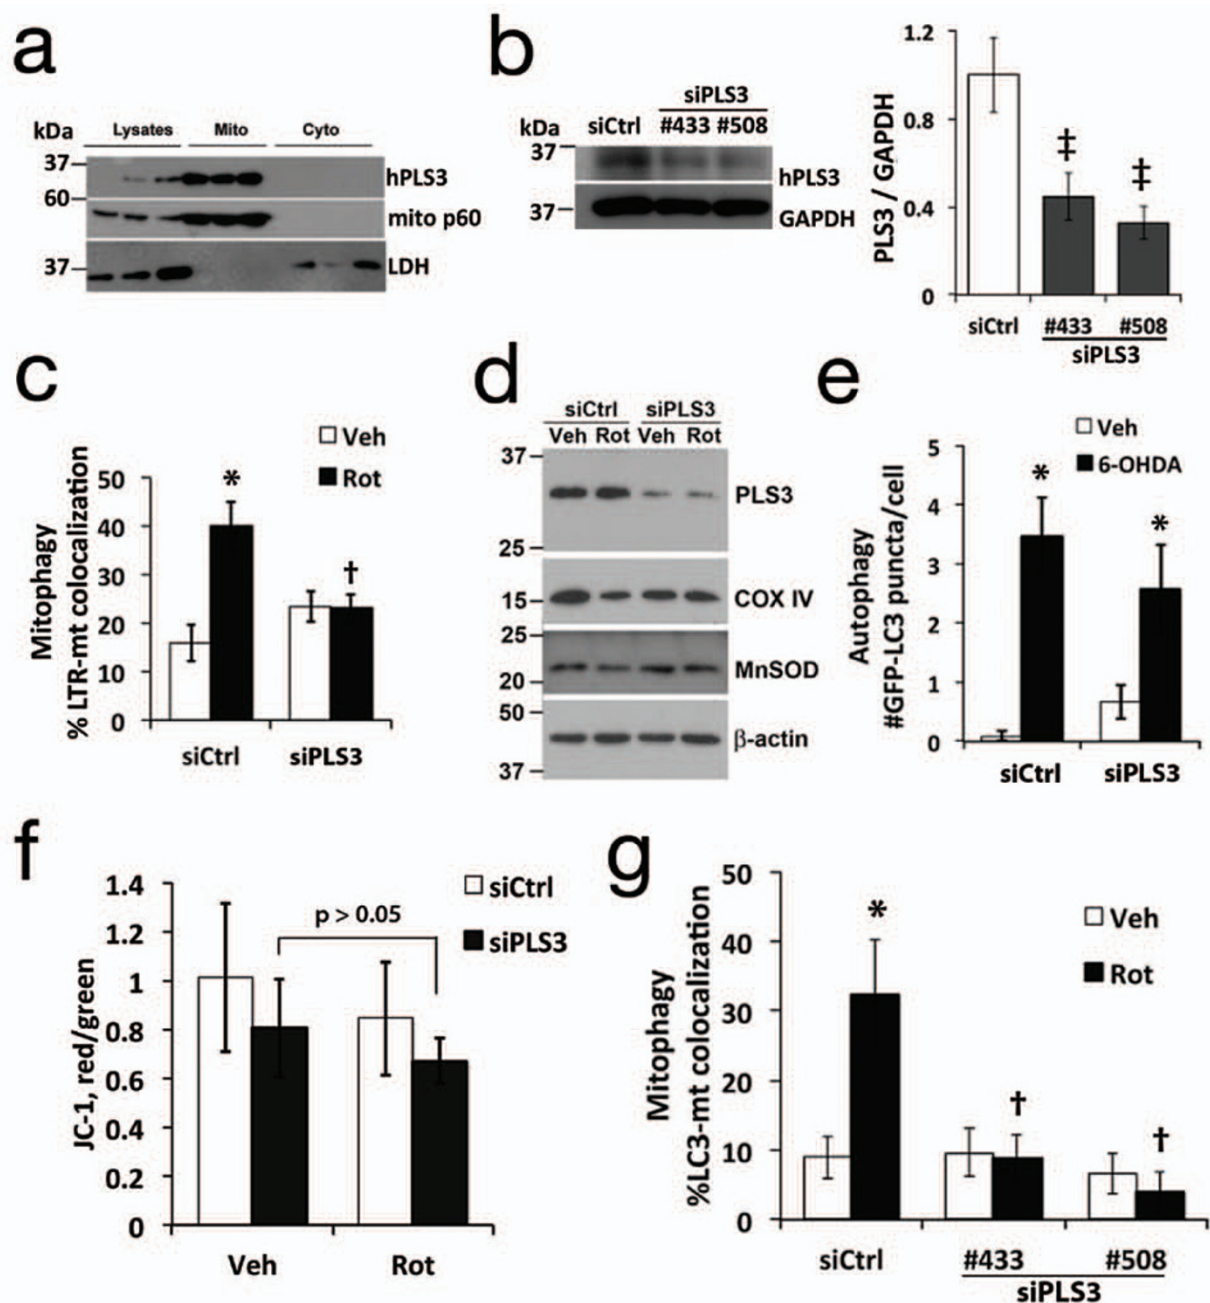 a
kDa
Lysates Mito Cyto
37
hPLS3
60
mito p60
37
LDH
b
siPLS3
kDa siCtrl #433 #508
37
hPLS3
37
GAPDH
PLS3 / GAPDH
1.2
0.8
0.4
0
‡
‡
siCtrl #433 #508
siPLS3
c
Mitophagy
% LTR-mt colocalization
50
40
30
20
10
0
Veh
Rot
*
†
siCtrl siPLS3
d
siCtrl siPLS3
Veh Rot Veh Rot
37
PLS3
25
15
COX IV
25
MnSOD
20
50
β-actin
37
e
Autophagy
#GFP-LC3 puncta/cell
5
4
3
2
1
0
Veh
6-OHDA
*
*
siCtrl siPLS3
f
JC-1, red/green
1.4
1.2
1
0.8
0.6
0.4
0.2
0
siCtrl
siPLS3
p > 0.05
Veh Rot
g
Mitophagy
%LC3-mt colocalization
50
40
30
20
10
0
Veh
Rot
*
†
†
siCtrl #433 #508
siPLS3